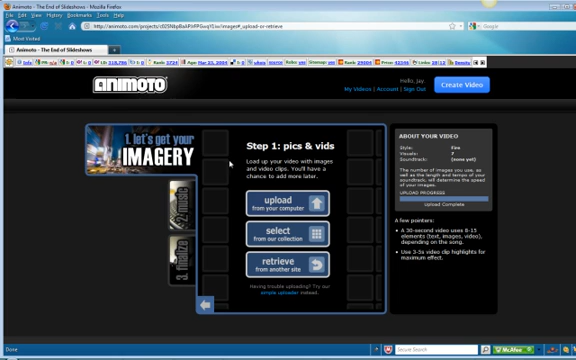 Animoto - The End of Slideshows - Mozilla Firefox
File Edit View History Bookmarks Tools Help
Google
Most Visited
Animoto - The End of Slideshows
ANIMOTO
Hello, Jay.
My Videos | Account | Sign Out
Create Video
1. let's get your
IMAGERY
2. music
3. finalize
Step 1: pics & vids
Load up your video with images
and video clips. You'll have a
chance to add more later.
upload
from your computer
select
from our collection
retrieve
from another site
Having trouble uploading? Try our
simple uploader instead.
ABOUT YOUR VIDEO
Style: Fire
Visuals: 7
Soundtrack: (none yet)
The number of images you use, as
well as the length and tempo of your
soundtrack, will determine the
speed of your images.
UPLOAD PROGRESS
Upload Complete
A few pointers:
• A 30-second video uses 8-15
elements (text, images, video),
depending on the song.
• Use 3-5s video clip highlights for
maximum effect.
Done
Secure Search
McAfee